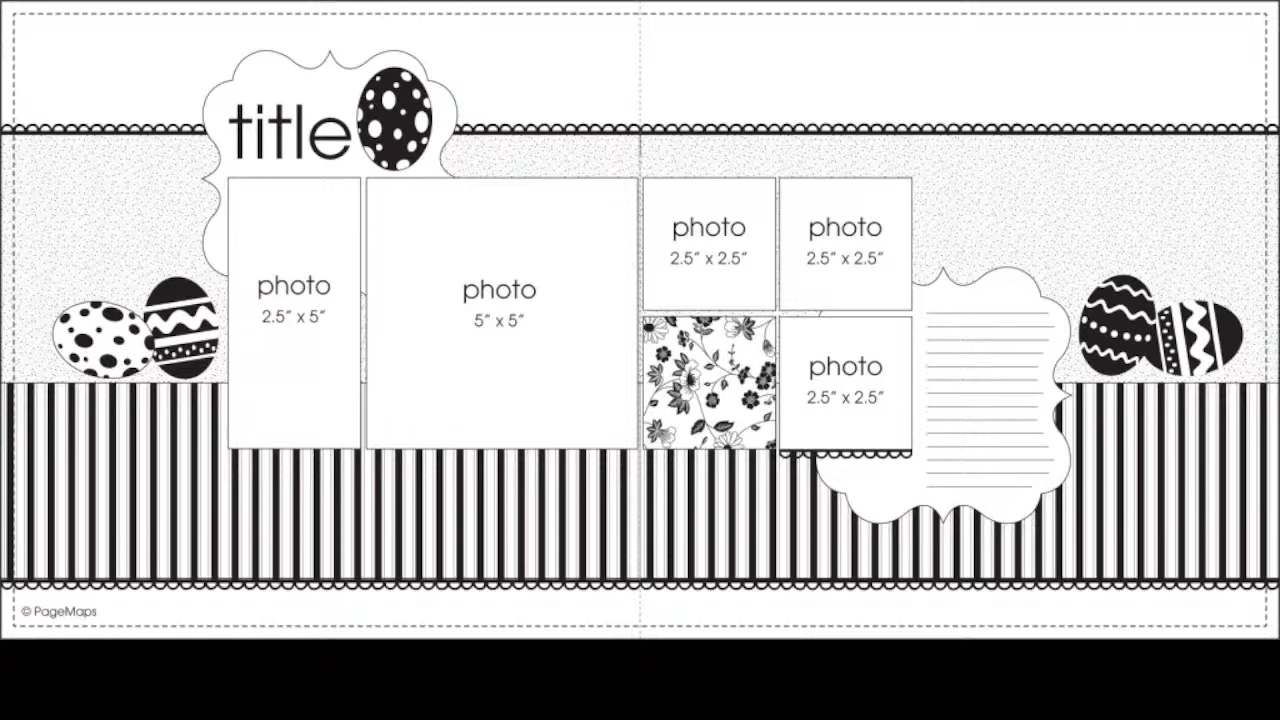 title
photo
2.5” x 5”
photo
5” x 5”
photo
2.5” x 2.5”
photo
2.5” x 2.5”
photo
2.5” x 2.5”
© PageMaps